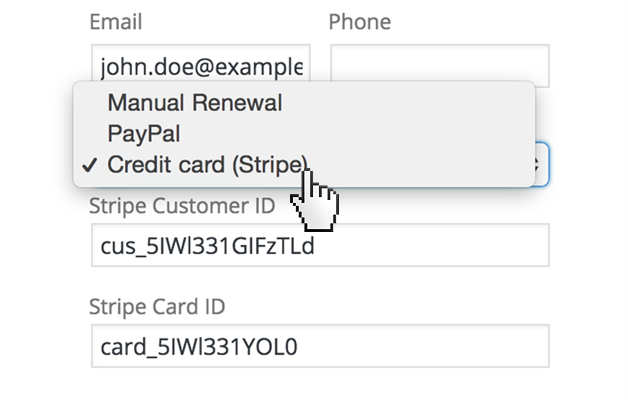 Email
Phone
john.doe@example
Manual Renewal
PayPal
✓ Credit card (Stripe)
Stripe Customer ID
cus_5IWl331GIFzTLd
Stripe Card ID
card_5IWl331YOL0